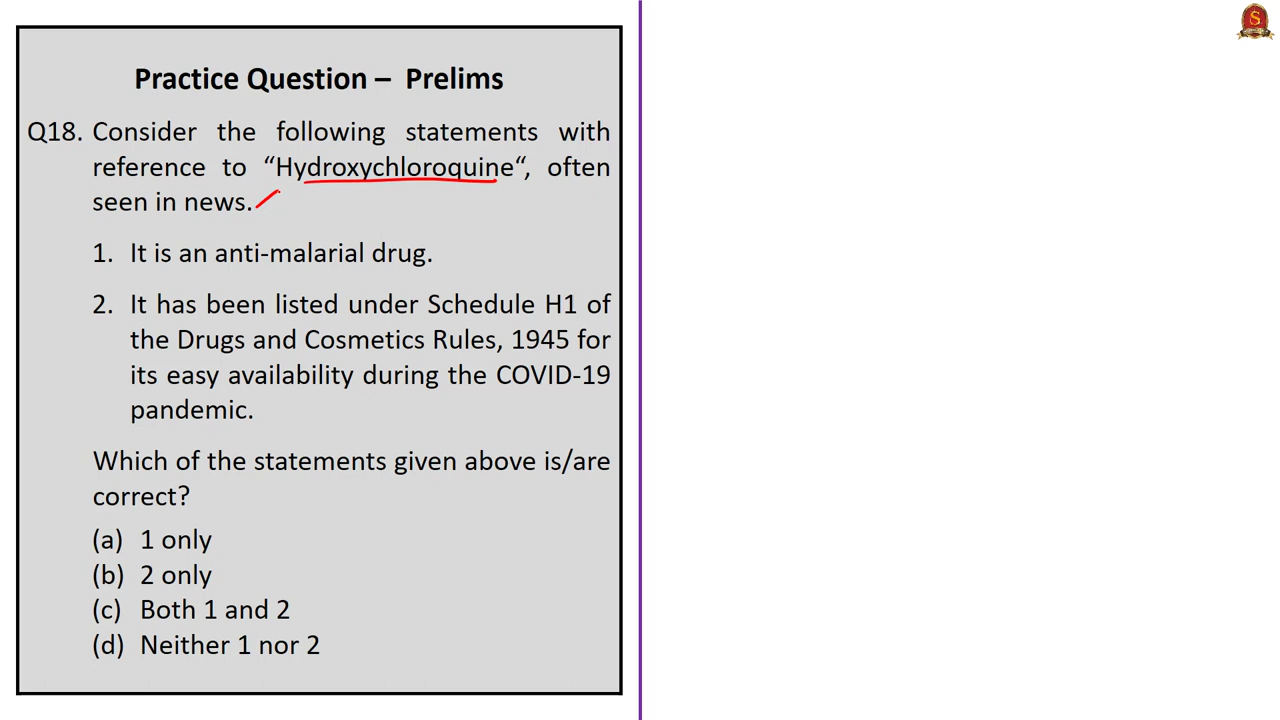 Practice Question – Prelims
Q18. Consider the following statements with
reference to “Hydroxychloroquine“, often
seen in news.
1. It is an anti-malarial drug.
2. It has been listed under Schedule H1 of
the Drugs and Cosmetics Rules, 1945 for
its easy availability during the COVID-19
pandemic.
Which of the statements given above is/are
correct?
(a) 1 only
(b) 2 only
(c) Both 1 and 2
(d) Neither 1 nor 2
S